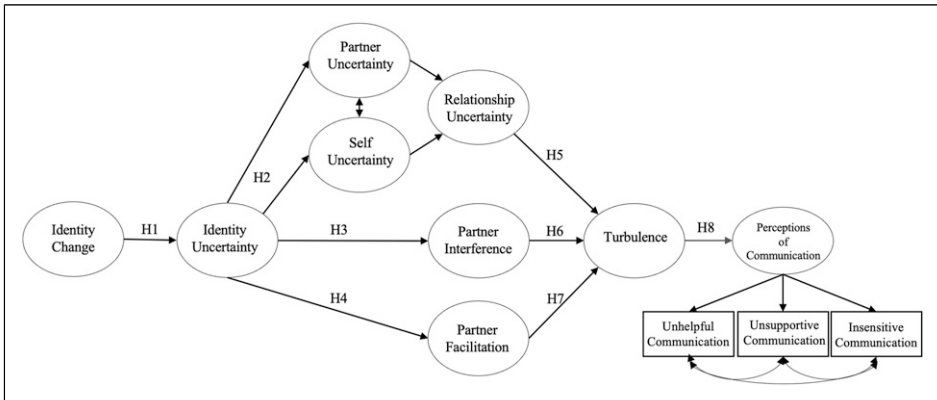 Partner
Uncertainty
Relationship
Uncertainty
Self
Uncertainty
H2
H5
Identity
Change
H1
Identity
Uncertainty
H3
Partner
Interference
H6
Turbulence
H8
Perceptions
of
Communication
H4
H7
Partner
Facilitation
Unhelpful
Communication
Unsupportive
Communication
Insensitive
Communication